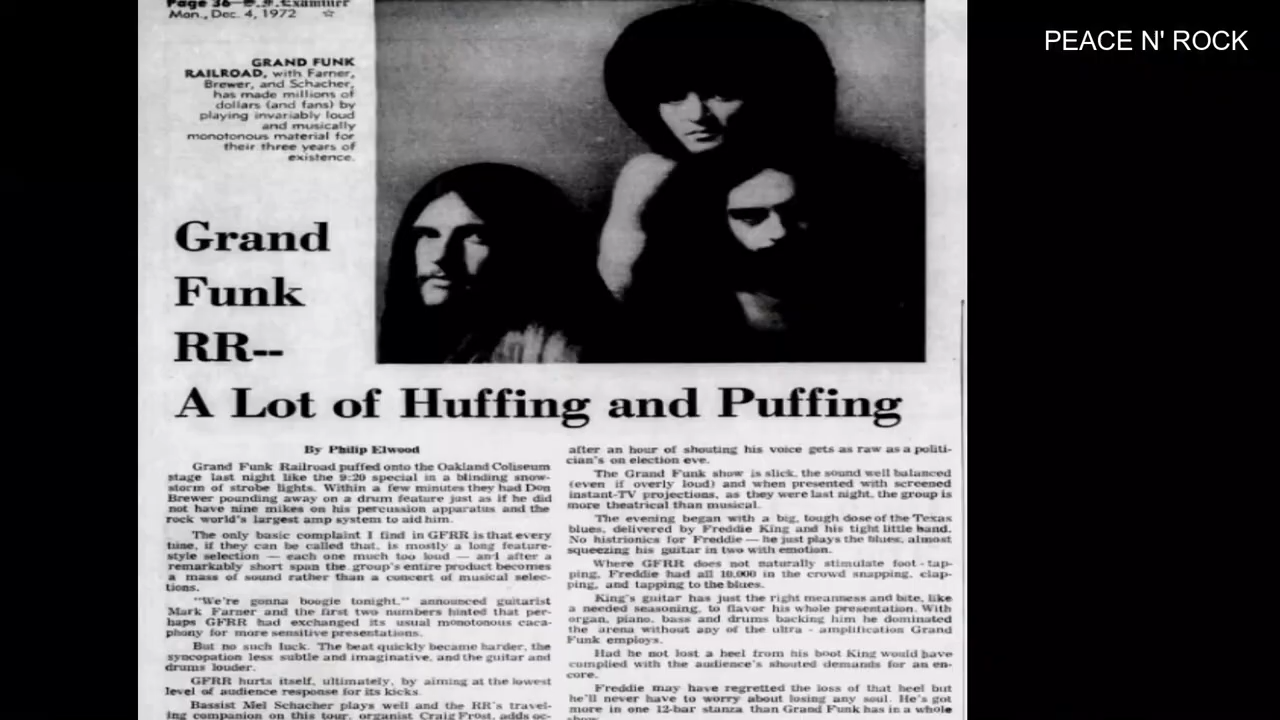 Page 36—S.F. Examiner
Mon., Dec. 4, 1972 ☆
PEACE N' ROCK
GRAND FUNK
RAILROAD, with Farner,
Brewer, and Schacher,
has made millions of
dollars (and fans) by
playing invariably loud
and musically
monotonous material for
their three years of
existence.
Grand
Funk
RR--
A Lot of Huffing and Puffing
By Philip Elwood
Grand Funk Railroad puffed onto the Oakland Coliseum
stage last night like the 9:20 special in a blinding snow-
storm of strobe lights. Within a few minutes they had Don
Brewer pounding away on a drum feature just as if he did
not have nine mikes on his percussion apparatus and the
rock world's largest amp system to aid him.
The only basic complaint I find in GFRR is that every
tune, if they can be called that, is mostly a long feature-
style selection — each one much too loud — and after a
remarkably short span the group's entire product becomes
a mass of sound rather than a concert of musical selec-
tions.
"We're gonna boogie tonight," announced guitarist
Mark Farner and the first two numbers hinted that per-
haps GFRR had exchanged its usual monotonous caca-
phony for more sensitive presentations.
But no such luck. The beat quickly became harder, the
syncopation less subtle and imaginative, and the guitar and
drums louder.
GFRR hurts itself, ultimately, by aiming at the lowest
level of audience response for its kicks.
Bassist Mel Schacher plays well and the RR's travel-
ing companion on this tour, organist Craig Frost, adds oc-
after an hour of shouting his voice gets as raw as a politi-
cian's on election eve.
The Grand Funk show is slick, the sound well balanced
(even if overly loud) and when presented with screened
instant-TV projections, as they were last night, the group is
more theatrical than musical.
The evening began with a big, tough dose of the Texas
blues, delivered by Freddie King and his tight little band.
No histrionics for Freddie — he just plays the blues, almost
squeezing his guitar in two with emotion.
Where GFRR does not naturally stimulate foot-tap-
ping, Freddie had all 10,000 in the crowd snapping, clap-
ping, and tapping to the blues.
King's guitar has just the right meanness and bite, like
a needed seasoning, to flavor his whole presentation. With
organ, piano, bass and drums backing him he dominated
the arena without any of the ultra - amplification Grand
Funk employs.
Had he not lost a heel from his boot King would have
complied with the audience's shouted demands for an en-
core.
Freddie may have regretted the loss of that heel but
he'll never have to worry about losing any soul. He's got
more in one 12-bar stanza than Grand Funk has in a whole
show.